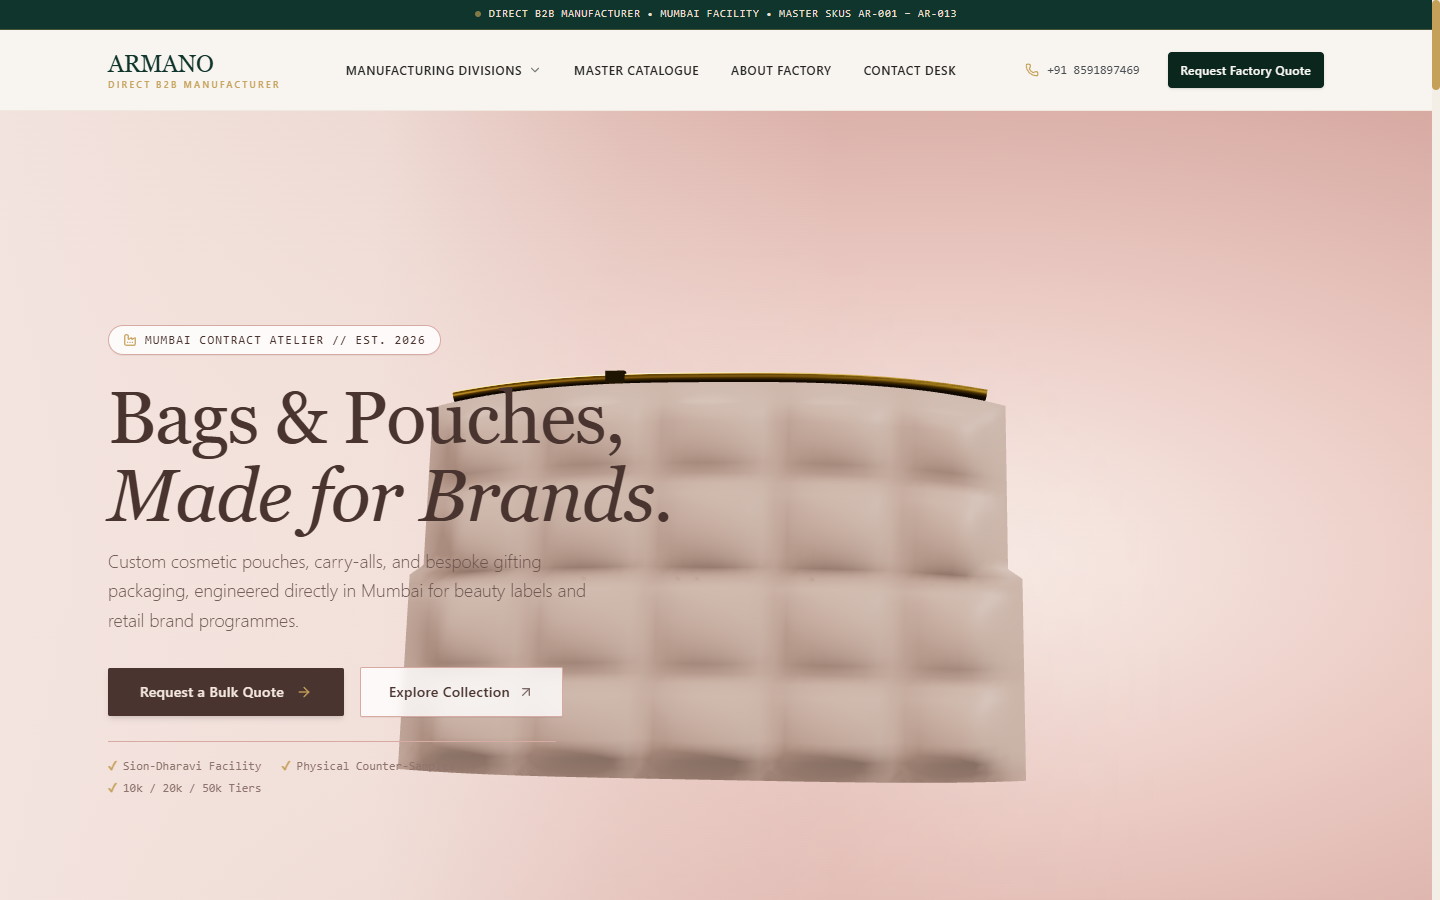 DIRECT B2B MANUFACTURER • MUMBAI FACILITY • MASTER SKUS AR-001 – AR-013
ARMANO
DIRECT B2B MANUFACTURER
MANUFACTURING DIVISIONS
MASTER CATALOGUE
ABOUT FACTORY
CONTACT DESK
+91 8591897469
Request Factory Quote
MUMBAI CONTRACT ATELIER // EST. 2026
Bags & Pouches,
Made for Brands.
Custom cosmetic pouches, carry-alls, and bespoke gifting
packaging, engineered directly in Mumbai for beauty labels and
retail brand programmes.
Request a Bulk Quote
Explore Collection
Sion-Dharavi Facility
Physical
10k / 20k / 50k Tiers